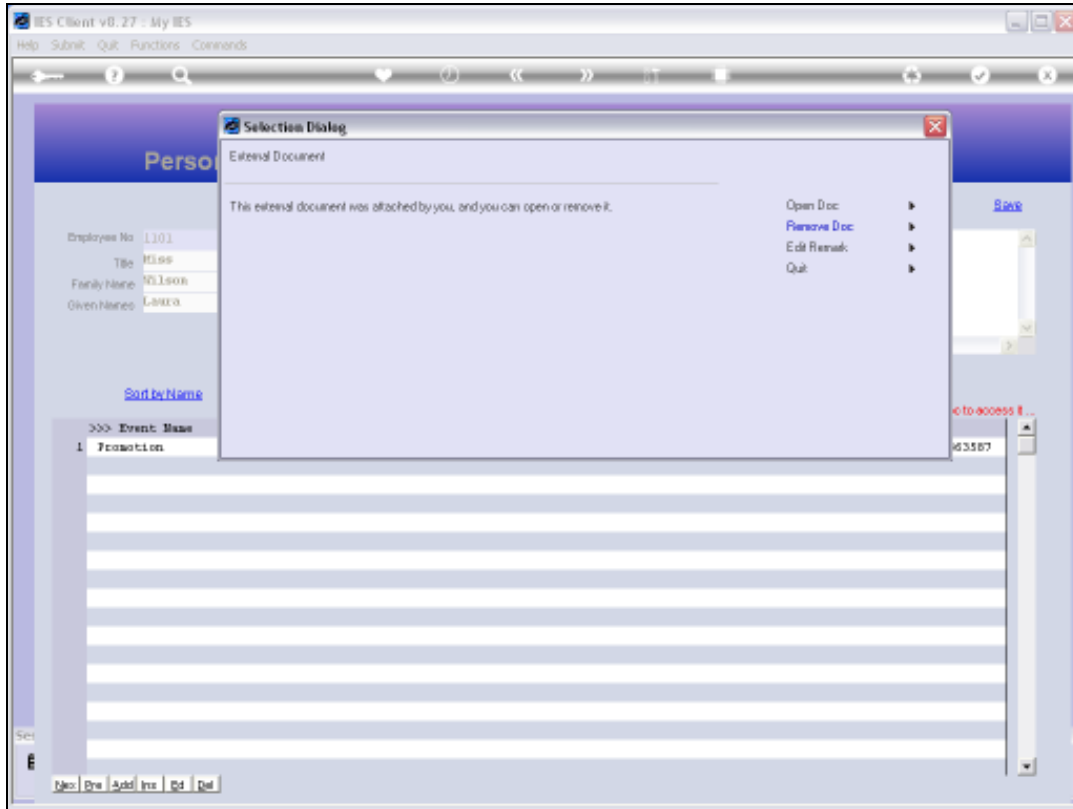 IES Client v8.27 : My IES
Help Submit Quit Functions Commands
Selection Dialog
External Document
This external document was attached by you, and you can open or remove it.
Open Doc
Remove Doc
Edit Remark
Quit
Save
Employee No 1101
Title Miss
Family Name Wilson
Given Names Laura
Sort by Name
to access it ...
>>> Event Name
1 Promotion
63587
Nex Pre Add Ins Ed Del